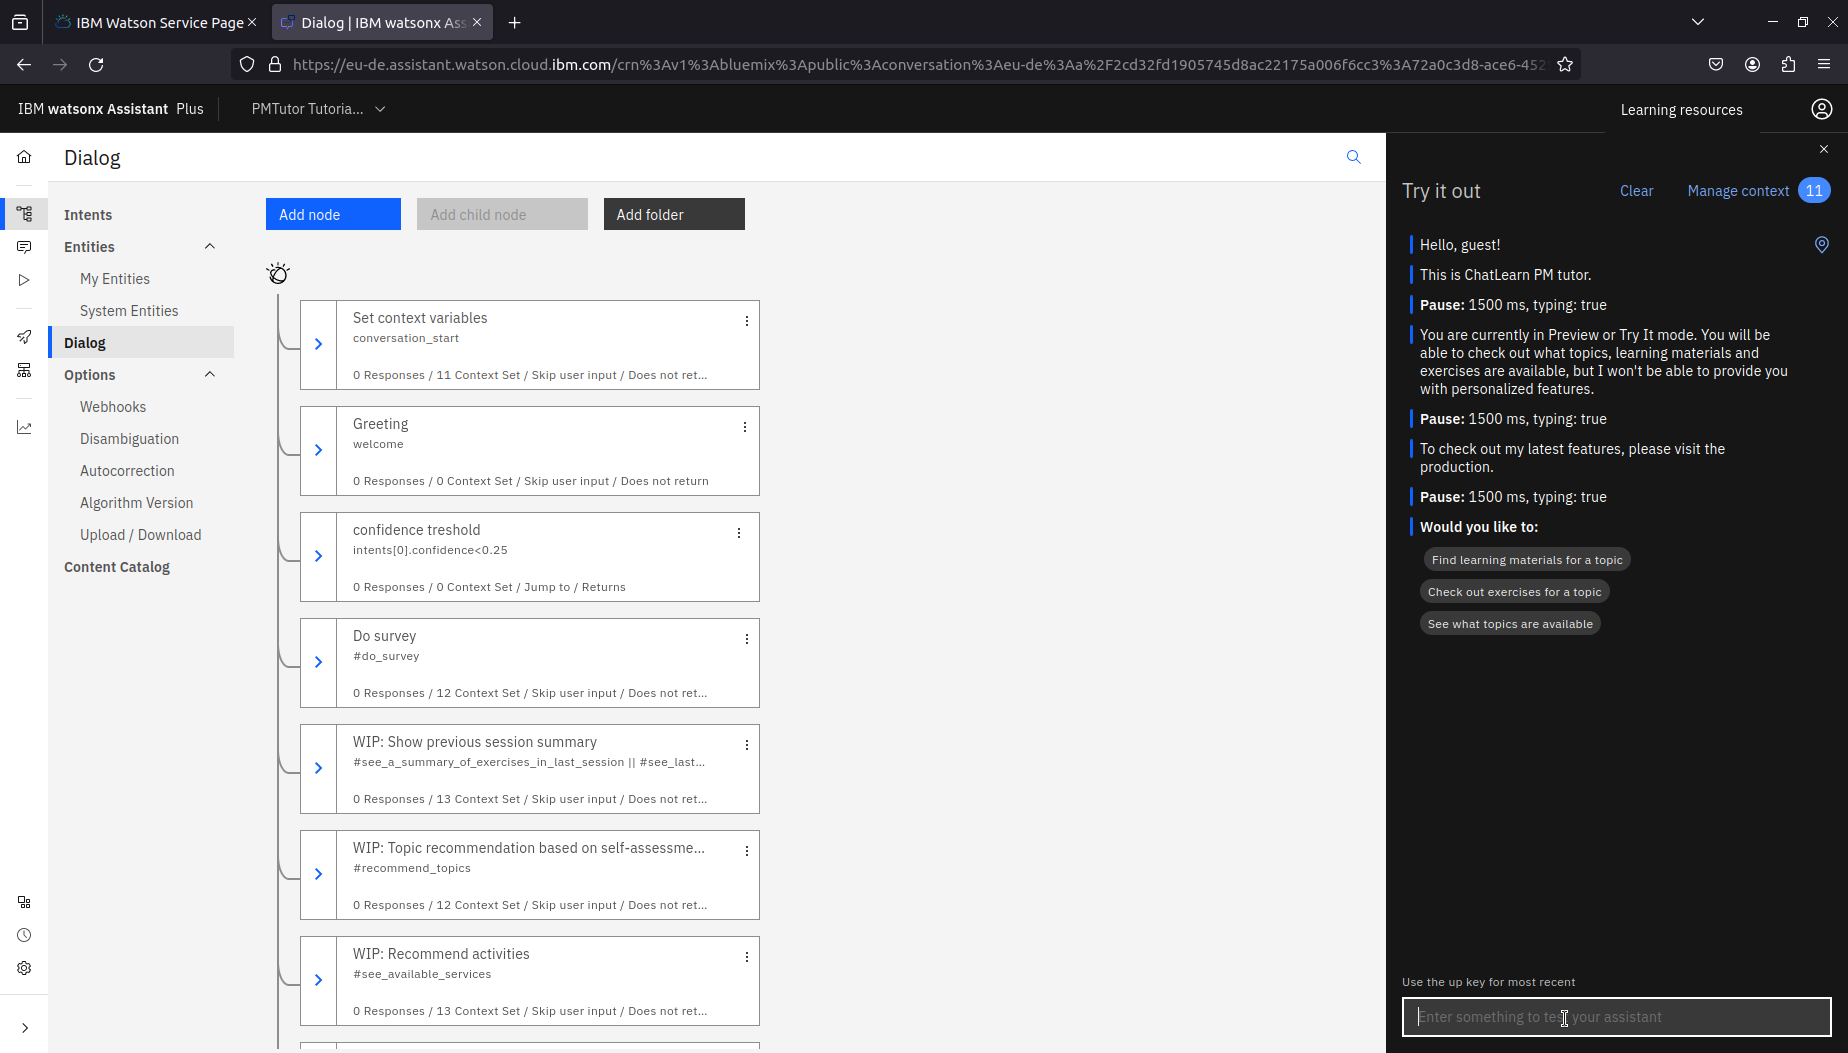 IBM Watson Service Page
Dialog | IBM watsonx Ass
https://eu-de.assistant.watson.cloud.ibm.com/crn%3Av1%3Abluemix%3Apublic%3Aconversation%3Aeu-de%3Aa%2F2cd32fd1905745d8ac22175a006f6cc3%3A72a0c3d8-ace6-452
IBM watsonx Assistant Plus
PMTutor Tutoria...
Learning resources
Dialog
Intents
Entities
My Entities
System Entities
Dialog
Options
Webhooks
Disambiguation
Autocorrection
Algorithm Version
Upload / Download
Content Catalog
Add node
Add child node
Add folder
Set context variables
conversation_start
0 Responses / 11 Context Set / Skip user input / Does not ret...
Greeting
welcome
0 Responses / 0 Context Set / Skip user input / Does not return
confidence treshold
intents[0].confidence<0.25
0 Responses / 0 Context Set / Jump to / Returns
Do survey
#do_survey
0 Responses / 12 Context Set / Skip user input / Does not ret...
WIP: Show previous session summary
#see_a_summary_of_exercises_in_last_session || #see_last...
0 Responses / 13 Context Set / Skip user input / Does not ret...
WIP: Topic recommendation based on self-assessme...
#recommend_topics
0 Responses / 12 Context Set / Skip user input / Does not ret...
WIP: Recommend activities
#see_available_services
0 Responses / 13 Context Set / Skip user input / Does not ret...
Try it out
Clear
Manage context 11
Hello, guest!
This is ChatLearn PM tutor.
Pause: 1500 ms, typing: true
You are currently in Preview or Try It mode. You will be
able to check out what topics, learning materials and
exercises are available, but I won't be able to provide you
with personalized features.
Pause: 1500 ms, typing: true
To check out my latest features, please visit the
production.
Pause: 1500 ms, typing: true
Would you like to:
Find learning materials for a topic
Check out exercises for a topic
See what topics are available
Use the up key for most recent
Enter something to test your assistant